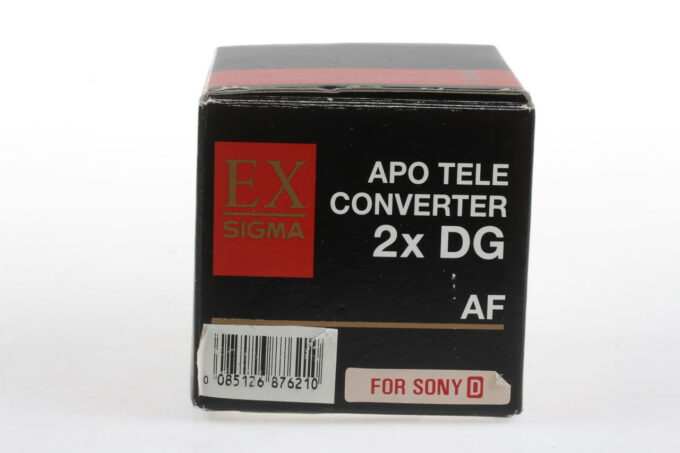 EX
SIGMA
APO TELE
CONVERTER
2x DG
AF
0 085126 876210
FOR SONY D